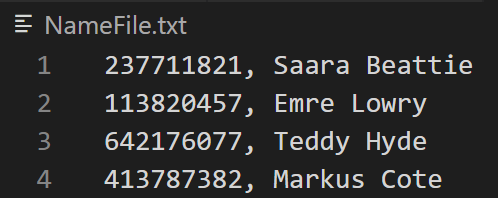 NameFile.txt
1 237711821, Saara Beattie
2 113820457, Emre Lowry
3 642176077, Teddy Hyde
4 413787382, Markus Cote